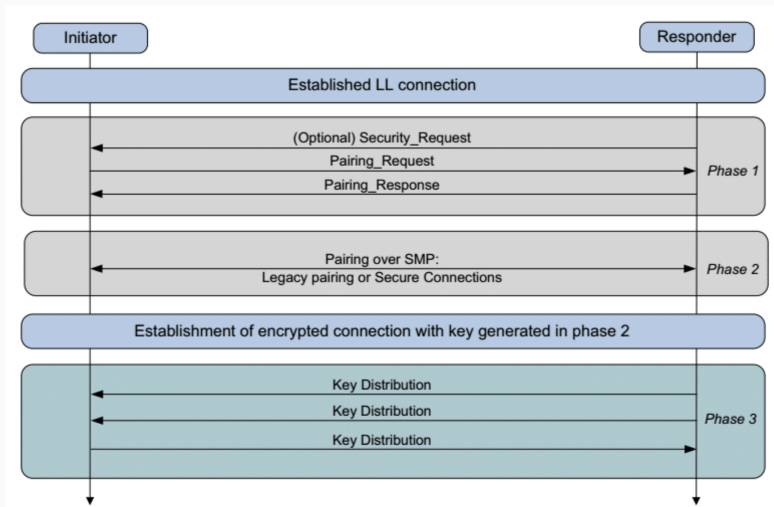 Initiator
Responder
Established LL connection
(Optional) Security_Request
Pairing_Request
Phase 1
Pairing_Response
Pairing over SMP:
Phase 2
Legacy pairing or Secure Connections
Establishment of encrypted connection with key generated in phase 2
Key Distribution
Key Distribution
Phase 3
Key Distribution